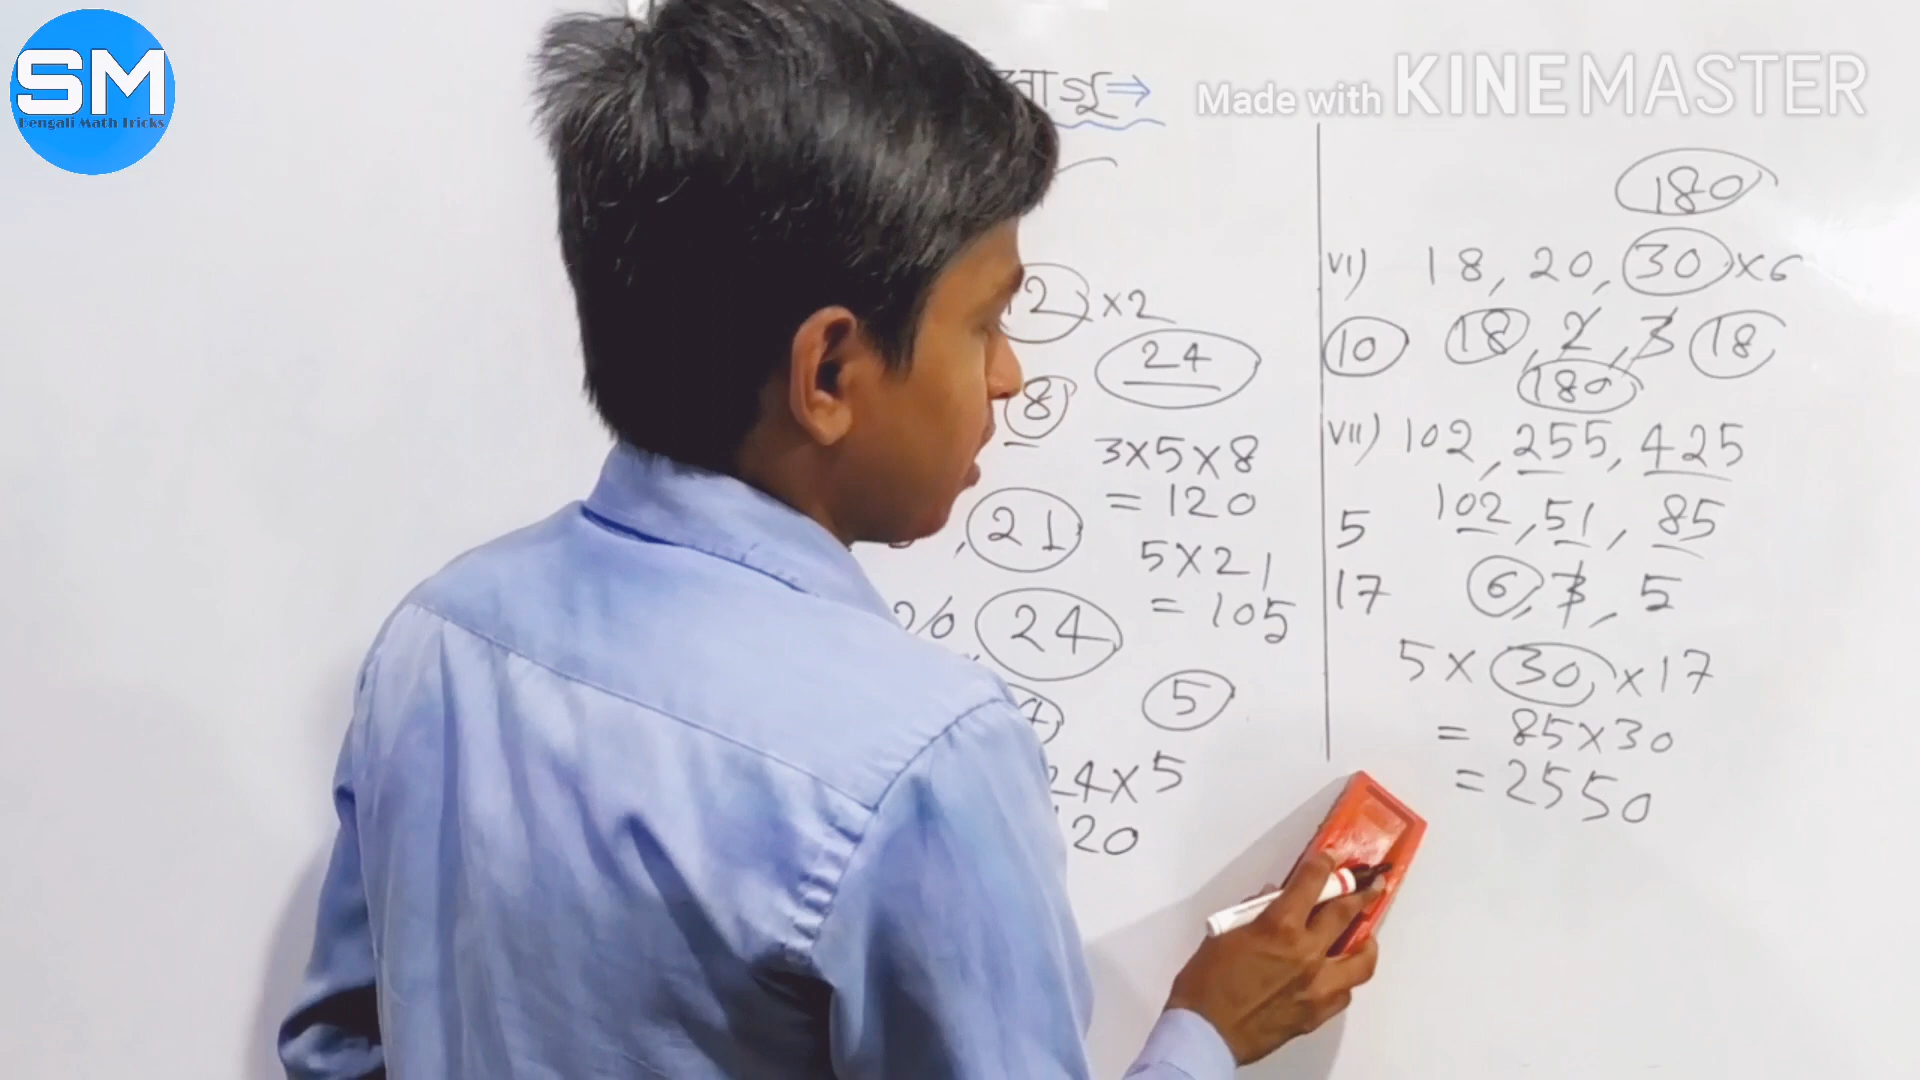 SM
Bengali Math Tricks
Made with KINEMASTER
×2
24
8
3×5×8
= 120
21
5×21
= 105
24
5
24×5
120
180
VI) 18, 20, 30 ×6
10 18, 2, 3 18
180
VII) 102, 255, 425
5 102, 51, 85
17 6, 3, 5
5× 30 ×17
= 85×30
= 2550